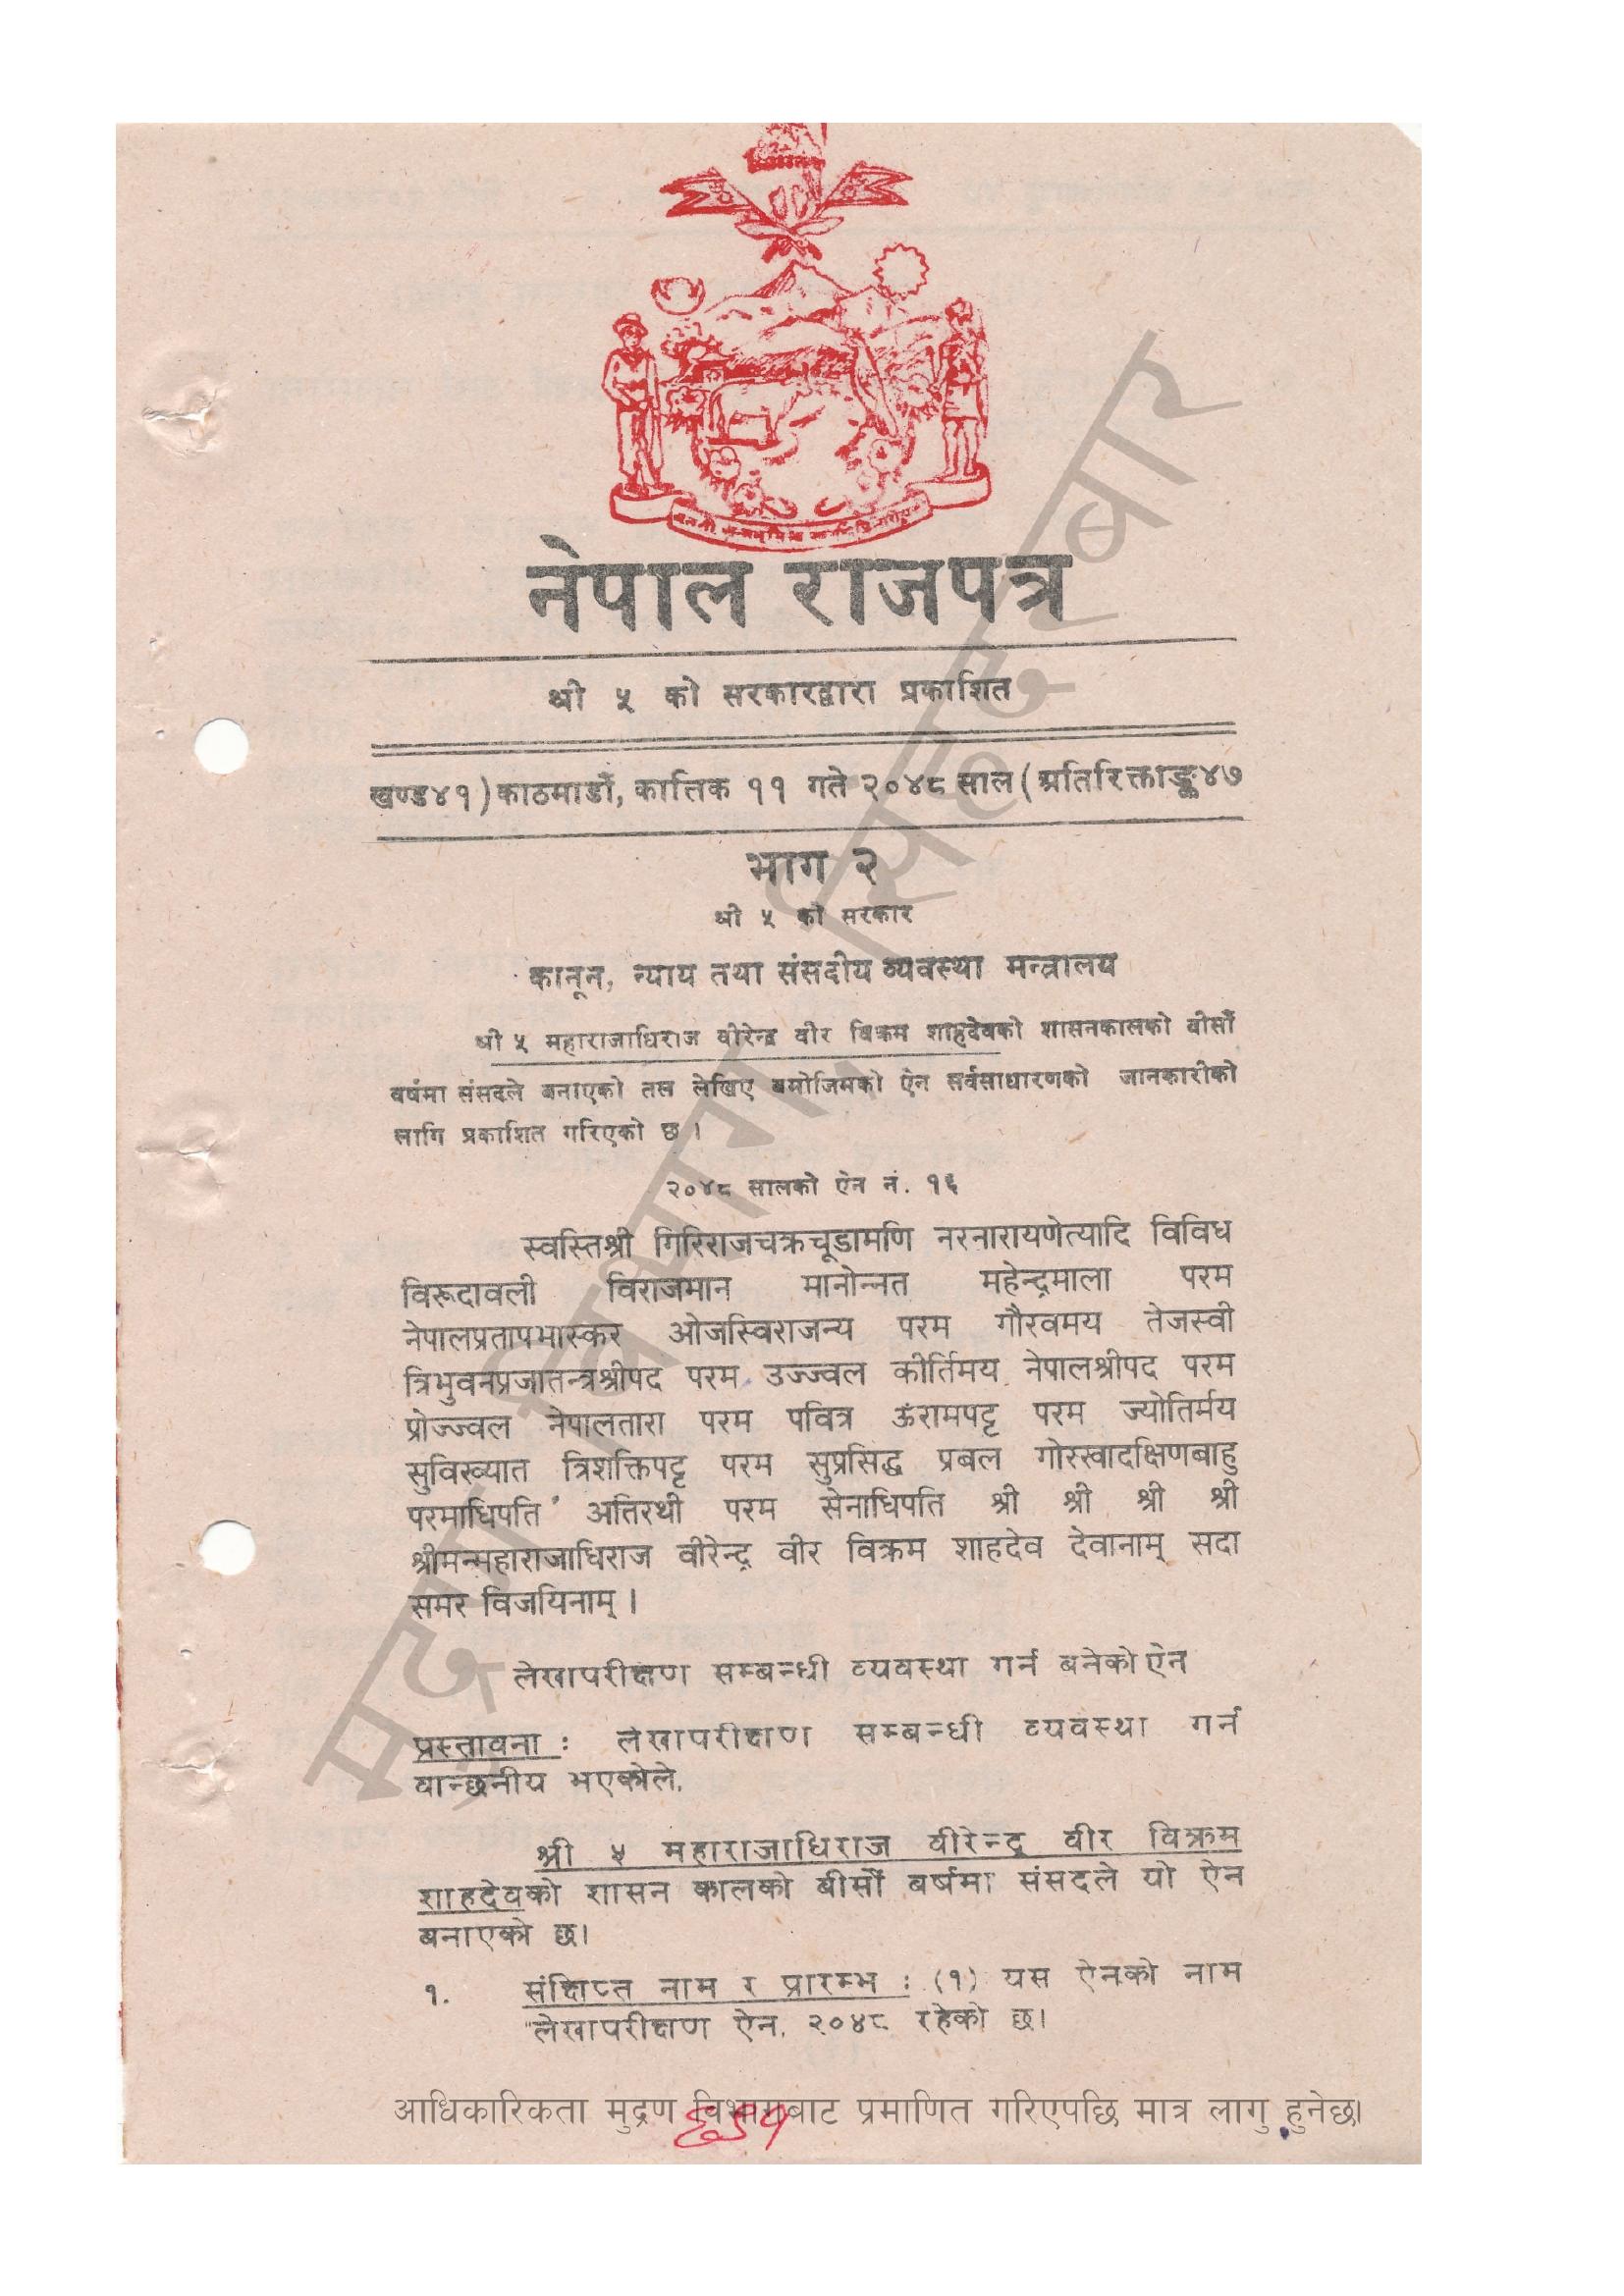 नेपाल राजपत्र
श्री ५ को सरकारद्वारा प्रकाशित
खण्ड४१) काठमाडौं, कार्तिक ११ गते २०४८ साल (अतिरिक्ताङ्क४७
भाग २
श्री ५ को सरकार
कानून, न्याय तथा संसदीय व्यवस्था मन्त्रालय
श्री ५ महाराजाधिराज वीरेन्द्र वीर विक्रम शाहदेवको शासनकालको बीसौं
वर्षमा संसदले बनाएको तल लेखिए बमोजिमको ऐन सर्वसाधारणको जानकारीको
लागि प्रकाशित गरिएको छ ।
२०४८ सालको ऐन नं. १६
स्वस्तिश्री गिरिराजचक्रचूडामणि नरनारायणेत्यादि विविध
विरूदावली विराजमान मानोन्नत महेन्द्रमाला परम
नेपालप्रतापभास्कर ओजस्विराजन्य परम गौरवमय तेजस्वी
त्रिभुवनप्रजातन्त्रश्रीपद परम उज्ज्वल कीर्तिमय नेपालश्रीपद परम
प्रोज्ज्वल नेपालतारा परम पवित्र ऊंरामपट्ट परम ज्योतिर्मय
सुविख्यात त्रिशक्तिपट्ट परम सुप्रसिद्ध प्रबल गोरखादक्षिणबाहु
परमाधिपति अतिरथी परम सेनाधिपति श्री श्री श्री श्री
श्रीमन्महाराजाधिराज वीरेन्द्र वीर विक्रम शाहदेव देवानाम् सदा
समर विजयिनाम् ।
लेखापरीक्षण सम्बन्धी व्यवस्था गर्न बनेको ऐन
प्रस्तावना : लेखापरीक्षण सम्बन्धी व्यवस्था गर्न
वान्छनीय भएकोले,
श्री ५ महाराजाधिराज वीरेन्द्र वीर विक्रम
शाहदेवको शासन कालको बीसौं बर्षमा संसदले यो ऐन
बनाएको छ।
१. संक्षिप्त नाम र प्रारम्भ : (१) यस ऐनको नाम
"लेखापरीक्षण ऐन, २०४८ रहेको छ।
आधिकारिकता मुद्रण विभागबाट प्रमाणित गरिएपछि मात्र लागु हुनेछ।
६५१
मुद्रण विभाग, सिंहदरबार